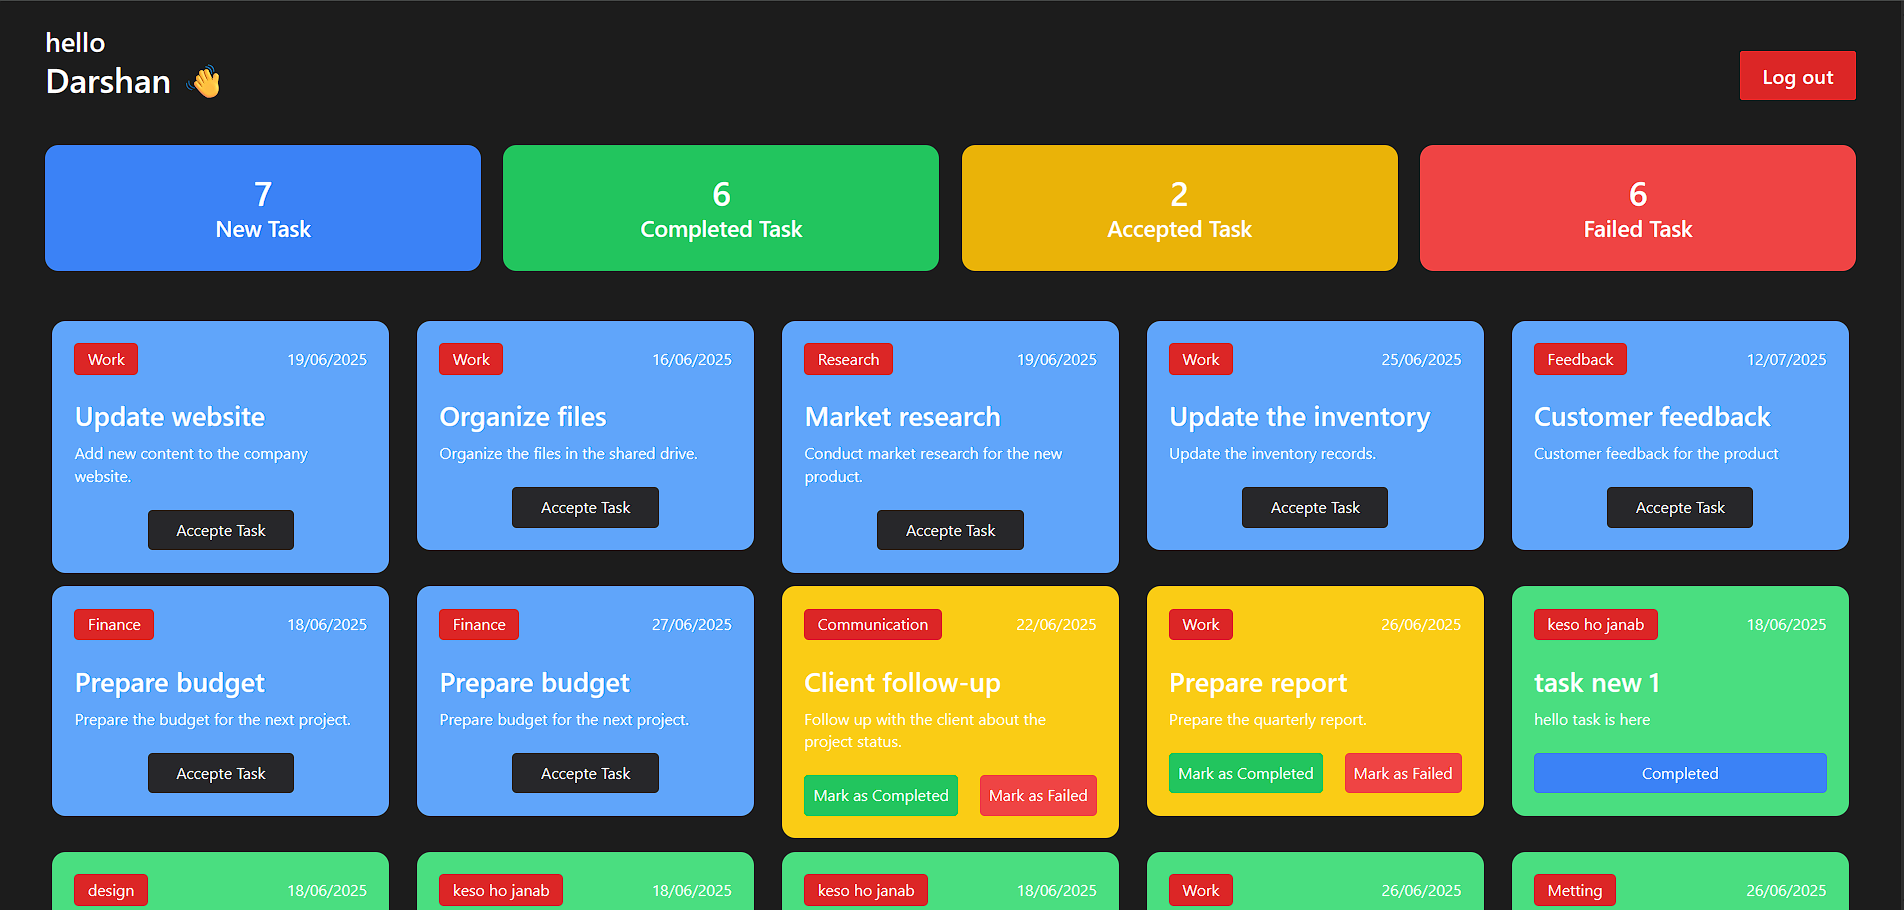 hello
Darshan 👋
Log out
7
New Task
6
Completed Task
2
Accepted Task
6
Failed Task
Work 19/06/2025
Update website
Add new content to the company
website.
Accepte Task
Work 16/06/2025
Organize files
Organize the files in the shared drive.
Accepte Task
Research 19/06/2025
Market research
Conduct market research for the new
product.
Accepte Task
Work 25/06/2025
Update the inventory
Update the inventory records.
Accepte Task
Feedback 12/07/2025
Customer feedback
Customer feedback for the product
Accepte Task
Finance 18/06/2025
Prepare budget
Prepare the budget for the next project.
Accepte Task
Finance 27/06/2025
Prepare budget
Prepare budget for the next project.
Accepte Task
Communication 22/06/2025
Client follow-up
Follow up with the client about the
project status.
Mark as Completed Mark as Failed
Work 26/06/2025
Prepare report
Prepare the quarterly report.
Mark as Completed Mark as Failed
keso ho janab 18/06/2025
task new 1
hello task is here
Completed
design 18/06/2025
keso ho janab 18/06/2025
keso ho janab 18/06/2025
Work 26/06/2025
Metting 26/06/2025